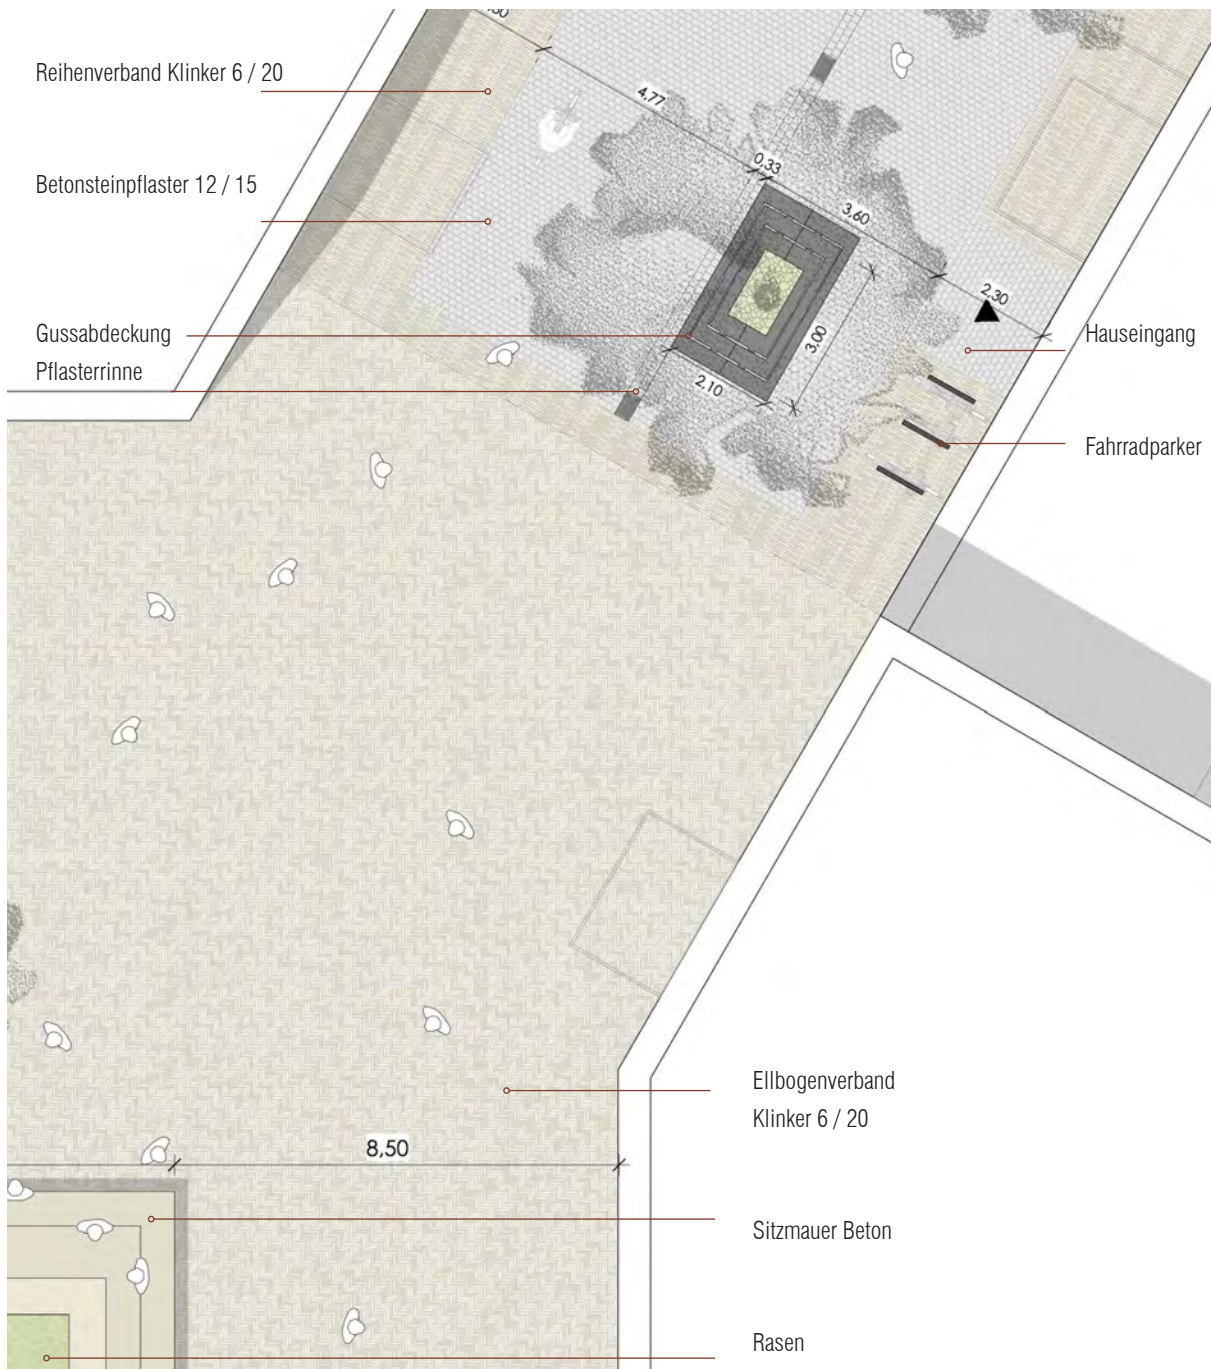 Reihenverband Klinker 6 / 20
4,77
Betonsteinpflaster 12 / 15
0,33
3,60
2,30
Gussabdeckung
Pflasterrinne
3,00
2,10
Hauseingang
Fahrradparker
Ellbogenverband
Klinker 6 / 20
8,50
Sitzmauer Beton
Rasen